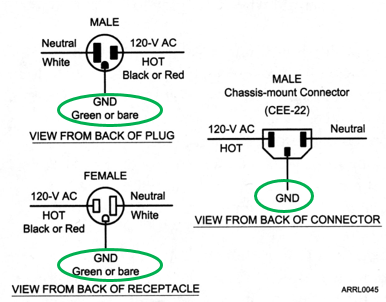 MALE
Neutral
White
120-V AC
HOT
Black or Red
GND
Green or bare
VIEW FROM BACK OF PLUG
MALE
Chassis-mount Connector
(CEE-22)
120-V AC
HOT
Neutral
GND
VIEW FROM BACK OF CONNECTOR
FEMALE
120-V AC
HOT
Black or Red
Neutral
White
GND
Green or bare
VIEW FROM BACK OF RECEPTACLE
ARRL0045